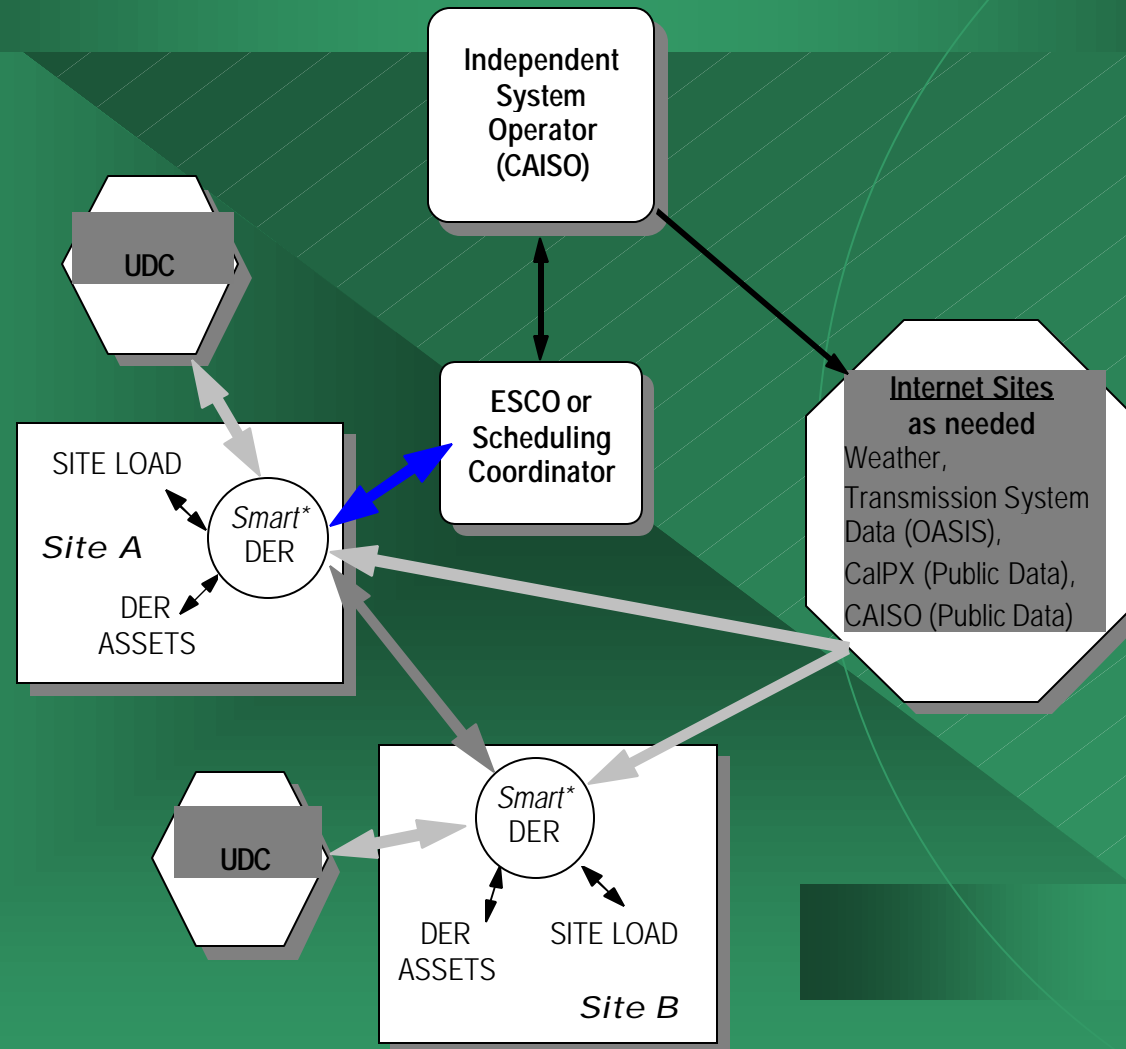 Independent
System
Operator
(CAISO)
UDC
ESCO or
Scheduling
Coordinator
Internet Sites
as needed
Weather,
Transmission System
Data (OASIS),
CalPX (Public Data),
CAISO (Public Data)
SITE LOAD
Smart*
DER
Site A
DER
ASSETS
Smart*
DER
UDC
DER
ASSETS
SITE LOAD
Site B